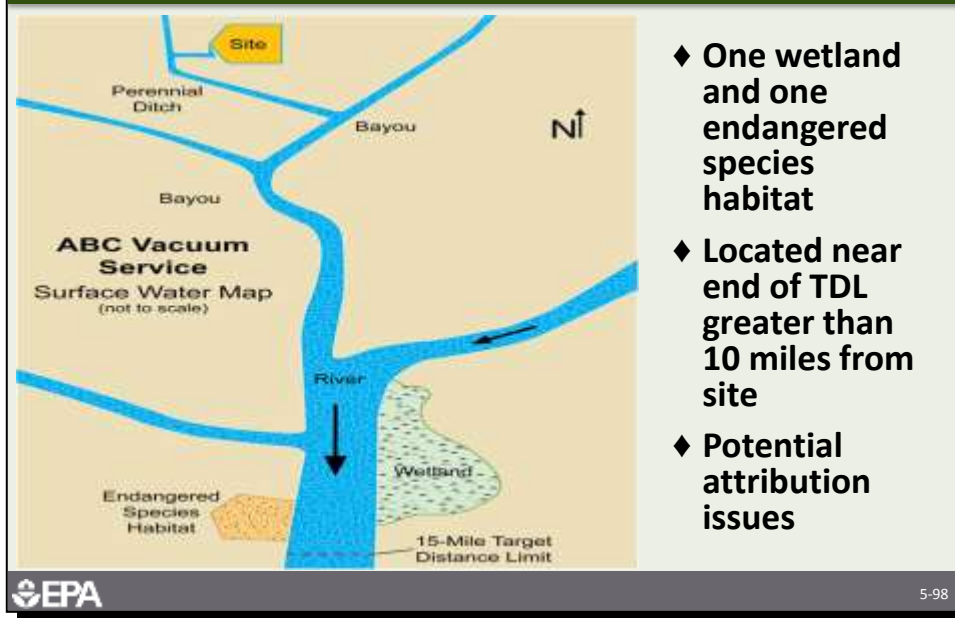 Site
Perennial
Ditch
Bayou
N
Bayou
ABC Vacuum
Service
Surface Water Map
(not to scale)
River
Wetland
Endangered
Species
Habitat
15-Mile Target
Distance Limit
♦ One wetland
and one
endangered
species
habitat
♦ Located near
end of TDL
greater than
10 miles from
site
♦ Potential
attribution
issues
EPA
5-98